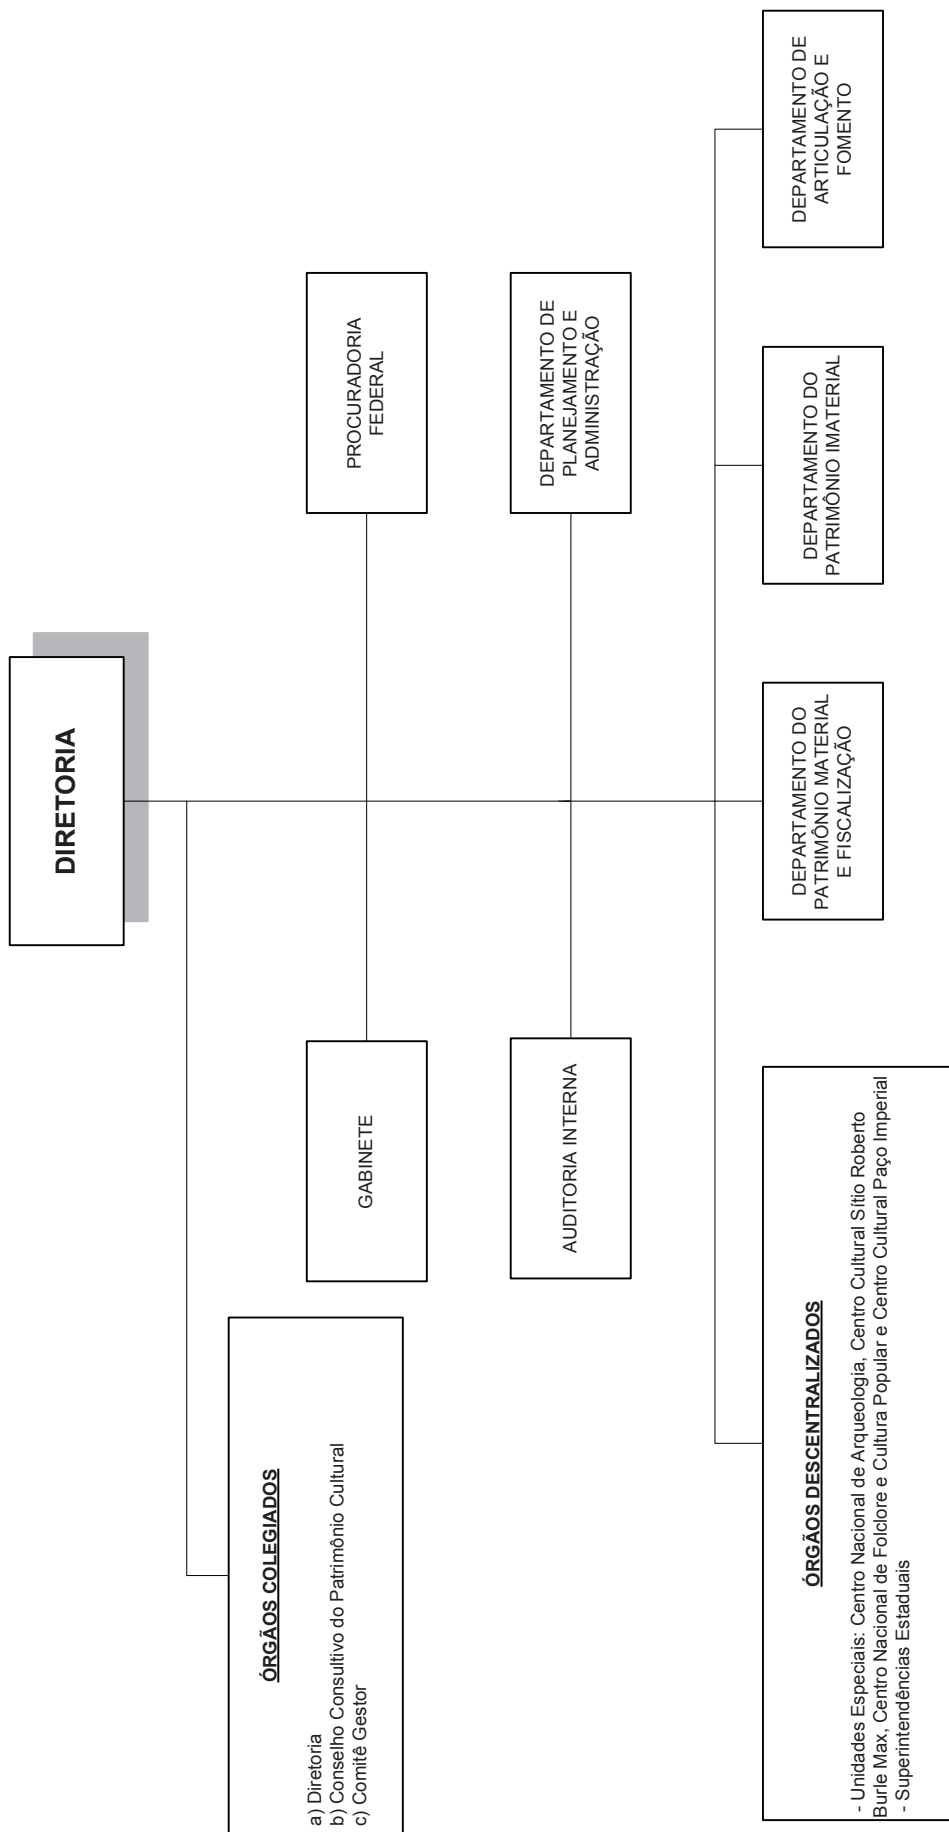 DIRETORIA
ÓRGÃOS COLEGIADOS
a) Diretoria
b) Conselho Consultivo do Patrimônio Cultural
c) Comitê Gestor
GABINETE
PROCURADORIA
FEDERAL
AUDITORIA INTERNA
DEPARTAMENTO DE
PLANEJAMENTO E
ADMINISTRAÇÃO
ÓRGÃOS DESCENTRALIZADOS
- Unidades Especiais: Centro Nacional de Arqueologia, Centro Cultural Sítio Roberto
Burle Max, Centro Nacional de Folclore e Cultura Popular e Centro Cultural Paço Imperial
- Superintendências Estaduais
DEPARTAMENTO DO
PATRIMÔNIO MATERIAL
E FISCALIZAÇÃO
DEPARTAMENTO DO
PATRIMÔNIO IMATERIAL
DEPARTAMENTO DE
ARTICULAÇÃO E
FOMENTO